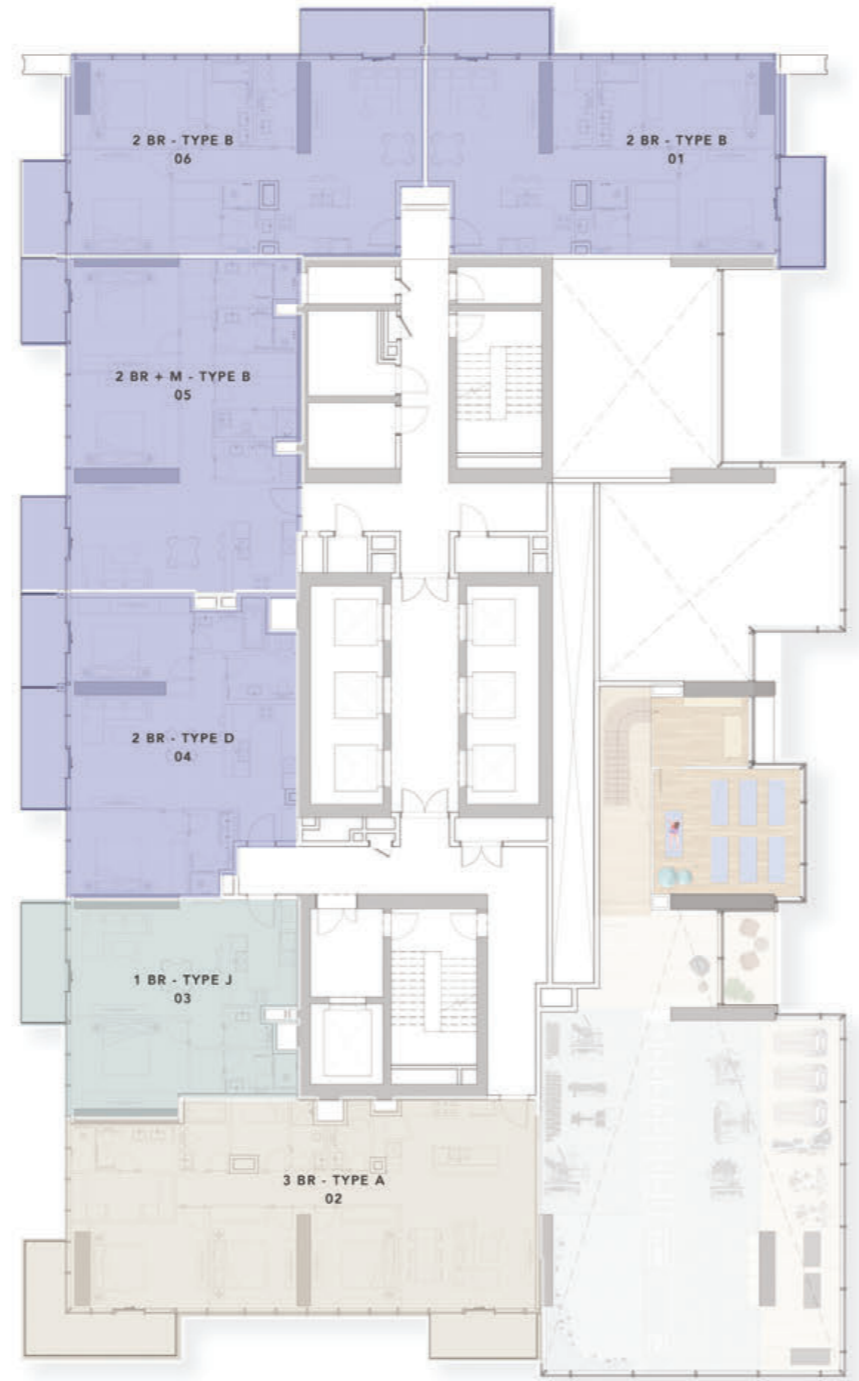 2 BR - TYPE B
06
2 BR - TYPE B
01
2 BR + M - TYPE B
05
2 BR - TYPE D
04
1 BR - TYPE J
03
3 BR - TYPE A
02